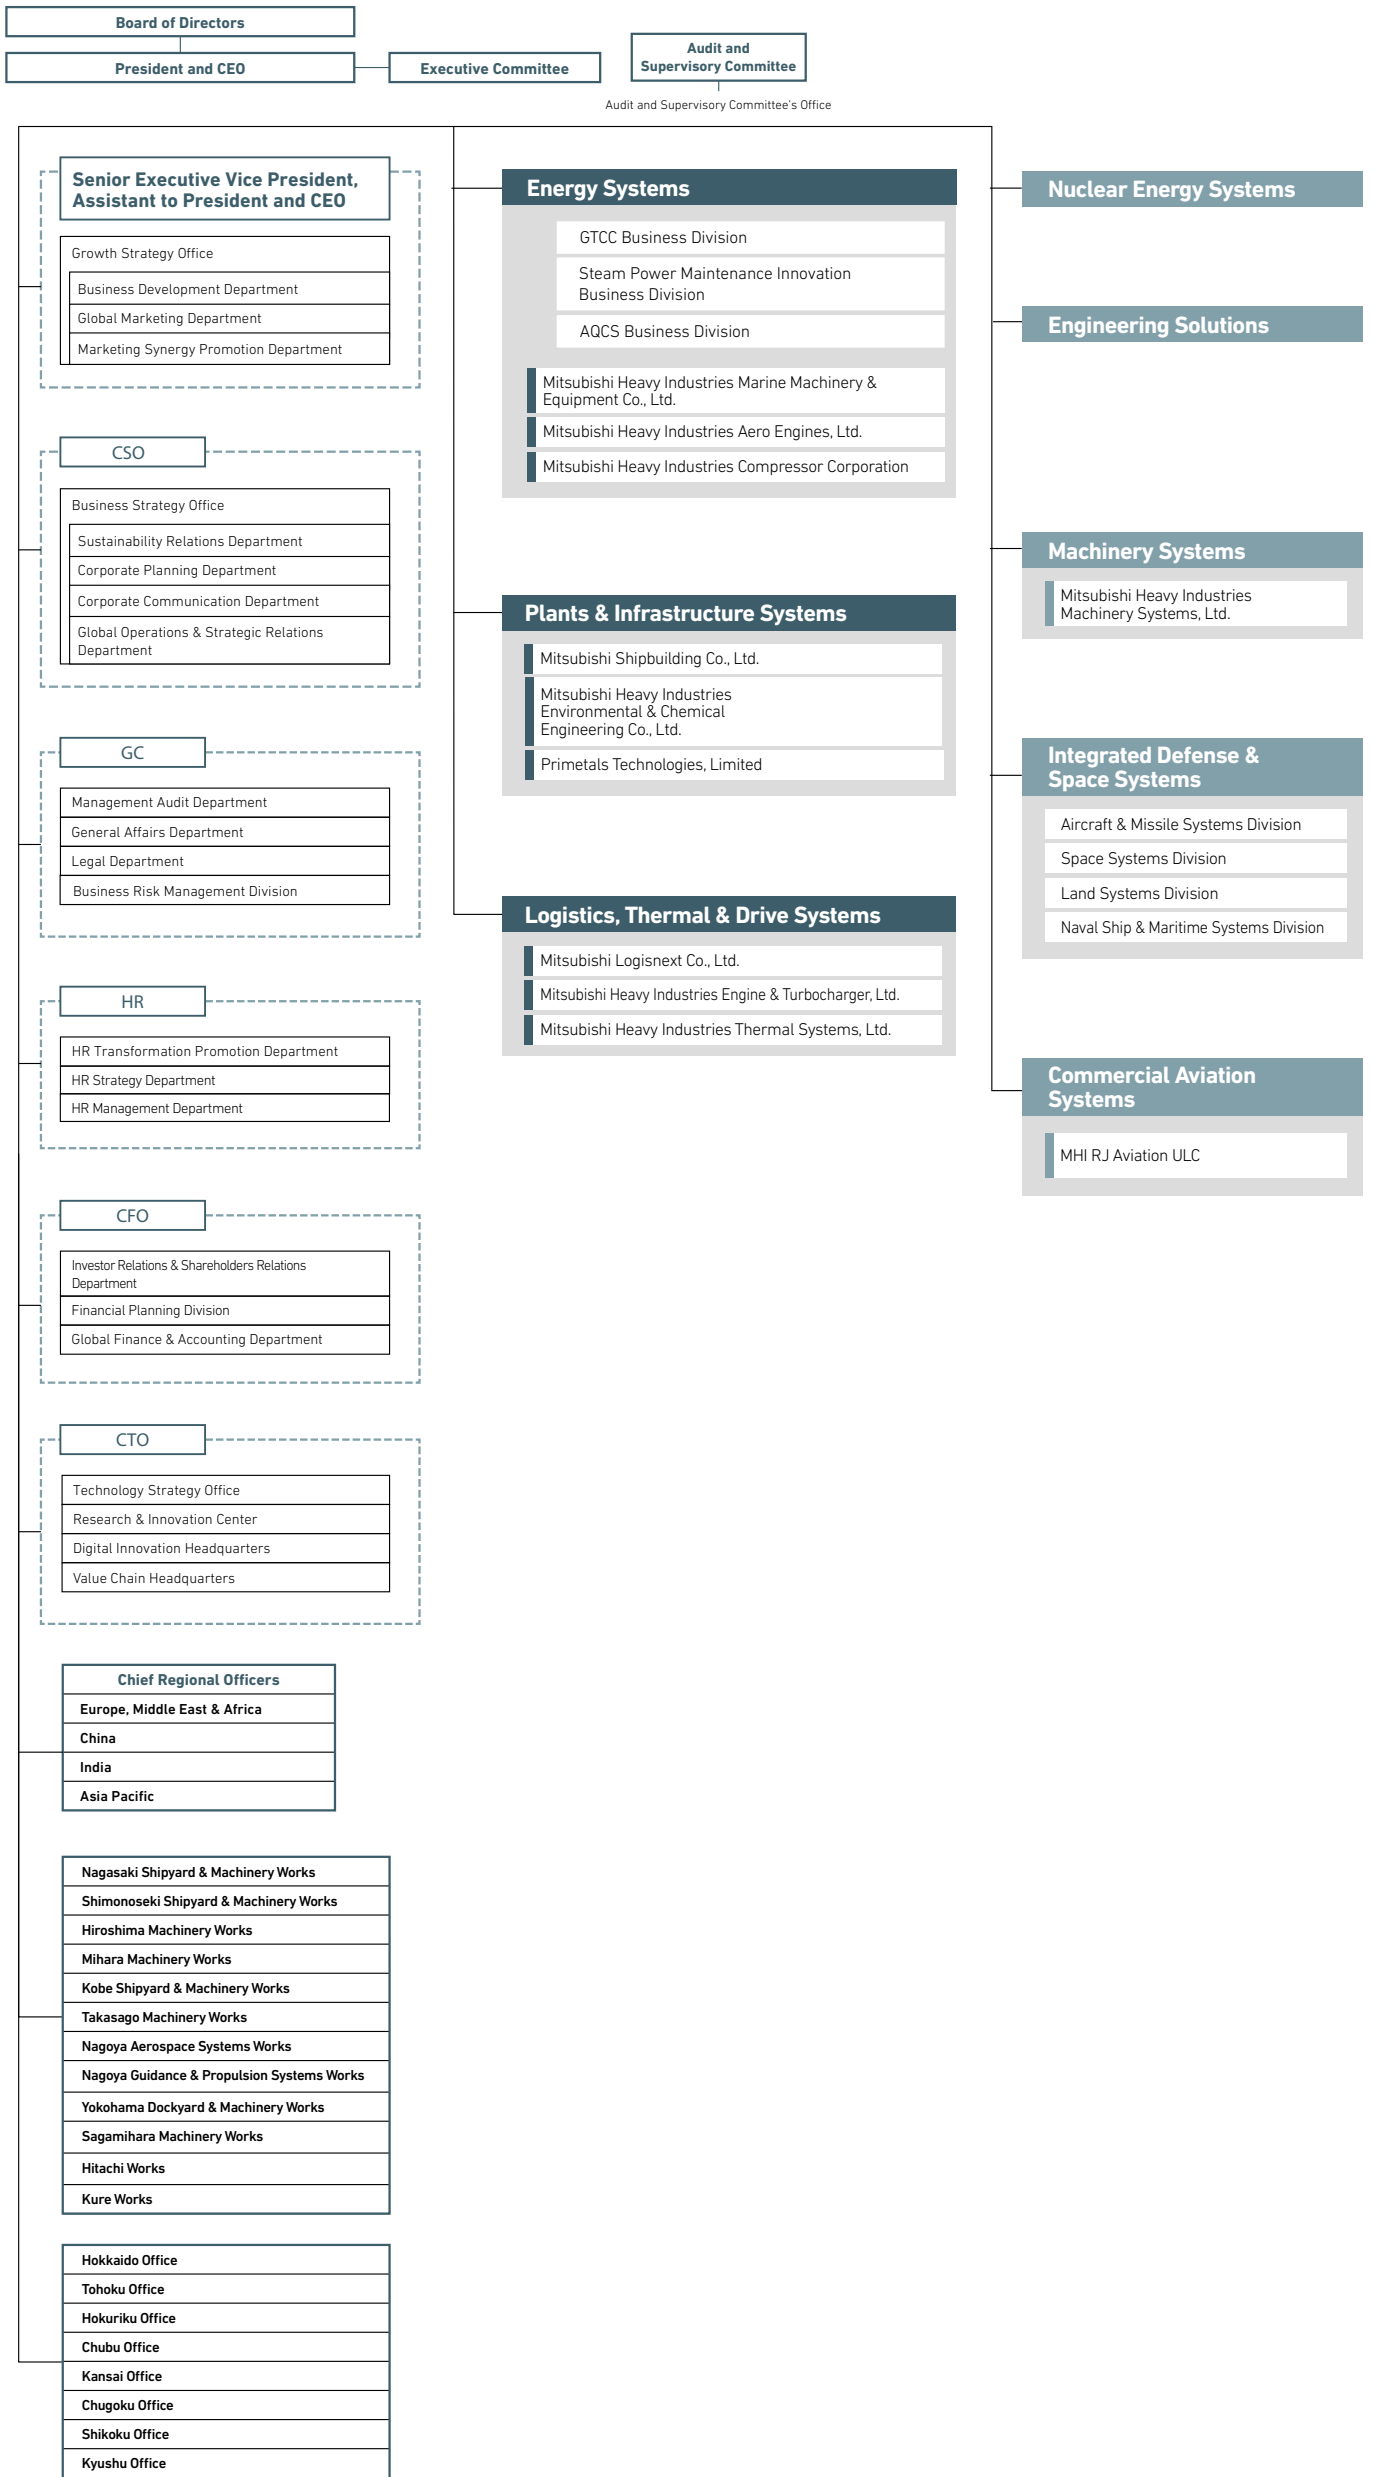 Board of Directors
President and CEO
Executive Committee
Audit and
Supervisory Committee
Audit and Supervisory Committee's Office
Senior Executive Vice President,
Assistant to President and CEO
Growth Strategy Office
Business Development Department
Global Marketing Department
Marketing Synergy Promotion Department
CSO
Business Strategy Office
Sustainability Relations Department
Corporate Planning Department
Corporate Communication Department
Global Operations & Strategic Relations
Department
GC
Management Audit Department
General Affairs Department
Legal Department
Business Risk Management Division
HR
HR Transformation Promotion Department
HR Strategy Department
HR Management Department
CFO
Investor Relations & Shareholders Relations
Department
Financial Planning Division
Global Finance & Accounting Department
CTO
Technology Strategy Office
Research & Innovation Center
Digital Innovation Headquarters
Value Chain Headquarters
Chief Regional Officers
Europe, Middle East & Africa
China
India
Asia Pacific
Nagasaki Shipyard & Machinery Works
Shimonoseki Shipyard & Machinery Works
Hiroshima Machinery Works
Mihara Machinery Works
Kobe Shipyard & Machinery Works
Takasago Machinery Works
Nagoya Aerospace Systems Works
Nagoya Guidance & Propulsion Systems Works
Yokohama Dockyard & Machinery Works
Sagamihara Machinery Works
Hitachi Works
Kure Works
Hokkaido Office
Tohoku Office
Hokuriku Office
Chubu Office
Kansai Office
Chugoku Office
Shikoku Office
Kyushu Office
Energy Systems
GTCC Business Division
Steam Power Maintenance Innovation
Business Division
AQCS Business Division
Mitsubishi Heavy Industries Marine Machinery &
Equipment Co., Ltd.
Mitsubishi Heavy Industries Aero Engines, Ltd.
Mitsubishi Heavy Industries Compressor Corporation
Plants & Infrastructure Systems
Mitsubishi Shipbuilding Co., Ltd.
Mitsubishi Heavy Industries
Environmental & Chemical
Engineering Co., Ltd.
Primetals Technologies, Limited
Logistics, Thermal & Drive Systems
Mitsubishi Logisnext Co., Ltd.
Mitsubishi Heavy Industries Engine & Turbocharger, Ltd.
Mitsubishi Heavy Industries Thermal Systems, Ltd.
Nuclear Energy Systems
Engineering Solutions
Machinery Systems
Mitsubishi Heavy Industries
Machinery Systems, Ltd.
Integrated Defense &
Space Systems
Aircraft & Missile Systems Division
Space Systems Division
Land Systems Division
Naval Ship & Maritime Systems Division
Commercial Aviation
Systems
MHI RJ Aviation ULC